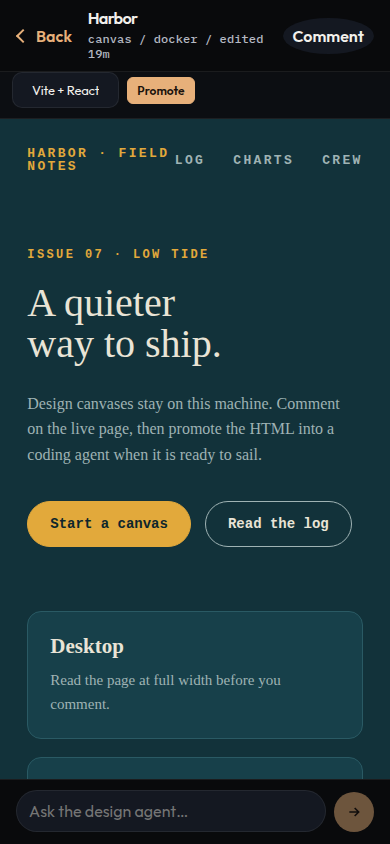 Back
Harbor
canvas / docker / edited
19m
Comment
Vite + React
Promote
HARBOR · FIELD
NOTES
LOG
CHARTS
CREW
ISSUE 07 · LOW TIDE
A quieter
way to ship.
Design canvases stay on this machine. Comment
on the live page, then promote the HTML into a
coding agent when it is ready to sail.
Start a canvas
Read the log
Desktop
Read the page at full width before you
comment.
Ask the design agent...